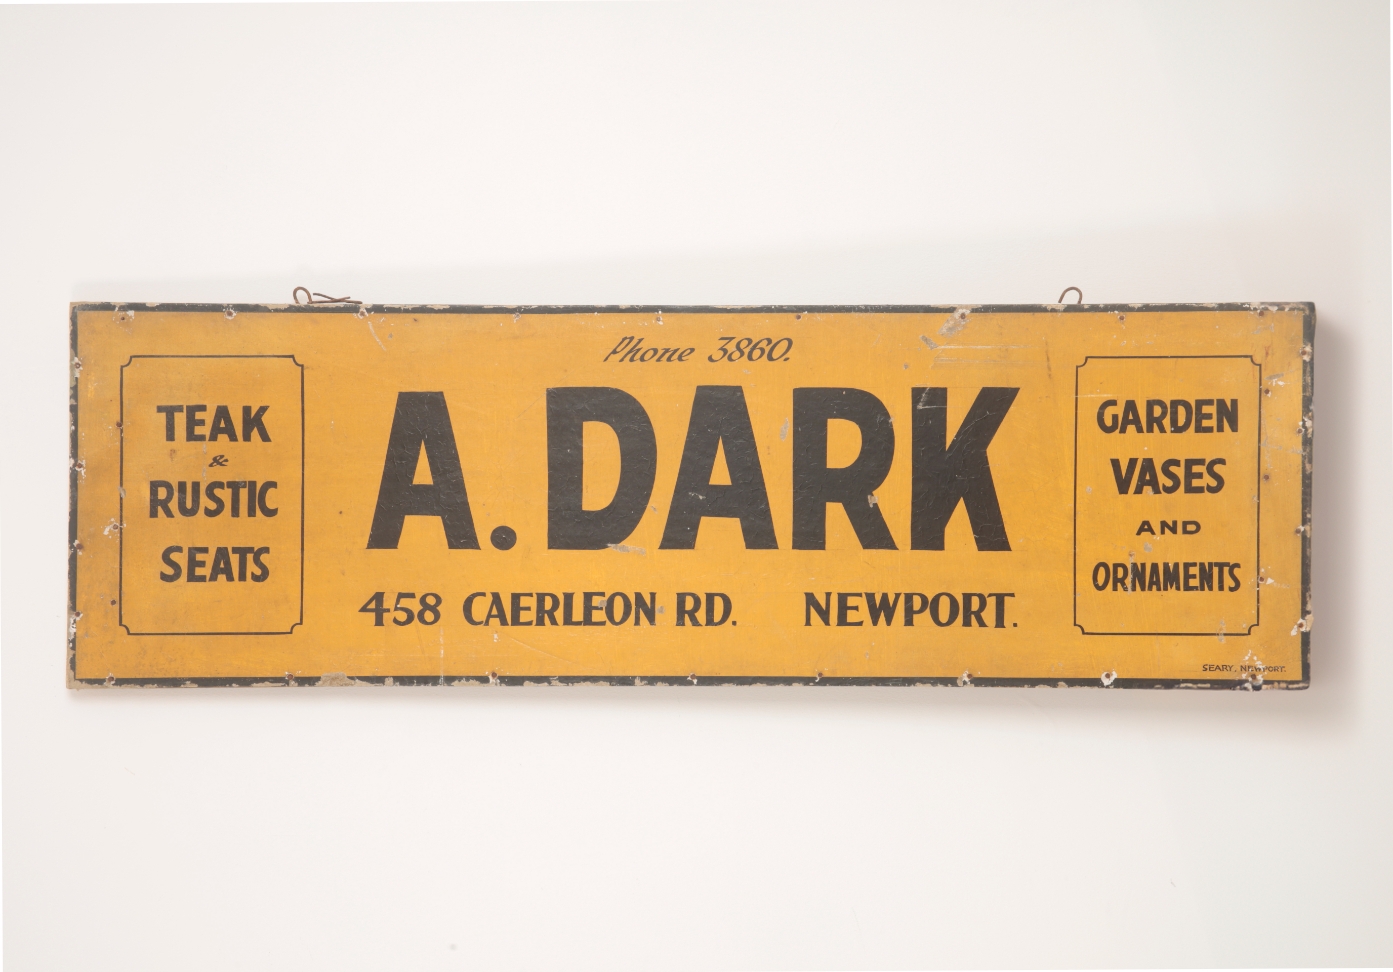 Phone 3860.
A. DARK
458 CAERLEON RD. NEWPORT.
TEAK
&
RUSTIC
SEATS
GARDEN
VASES
AND
ORNAMENTS
SEARY, NEWPORT.